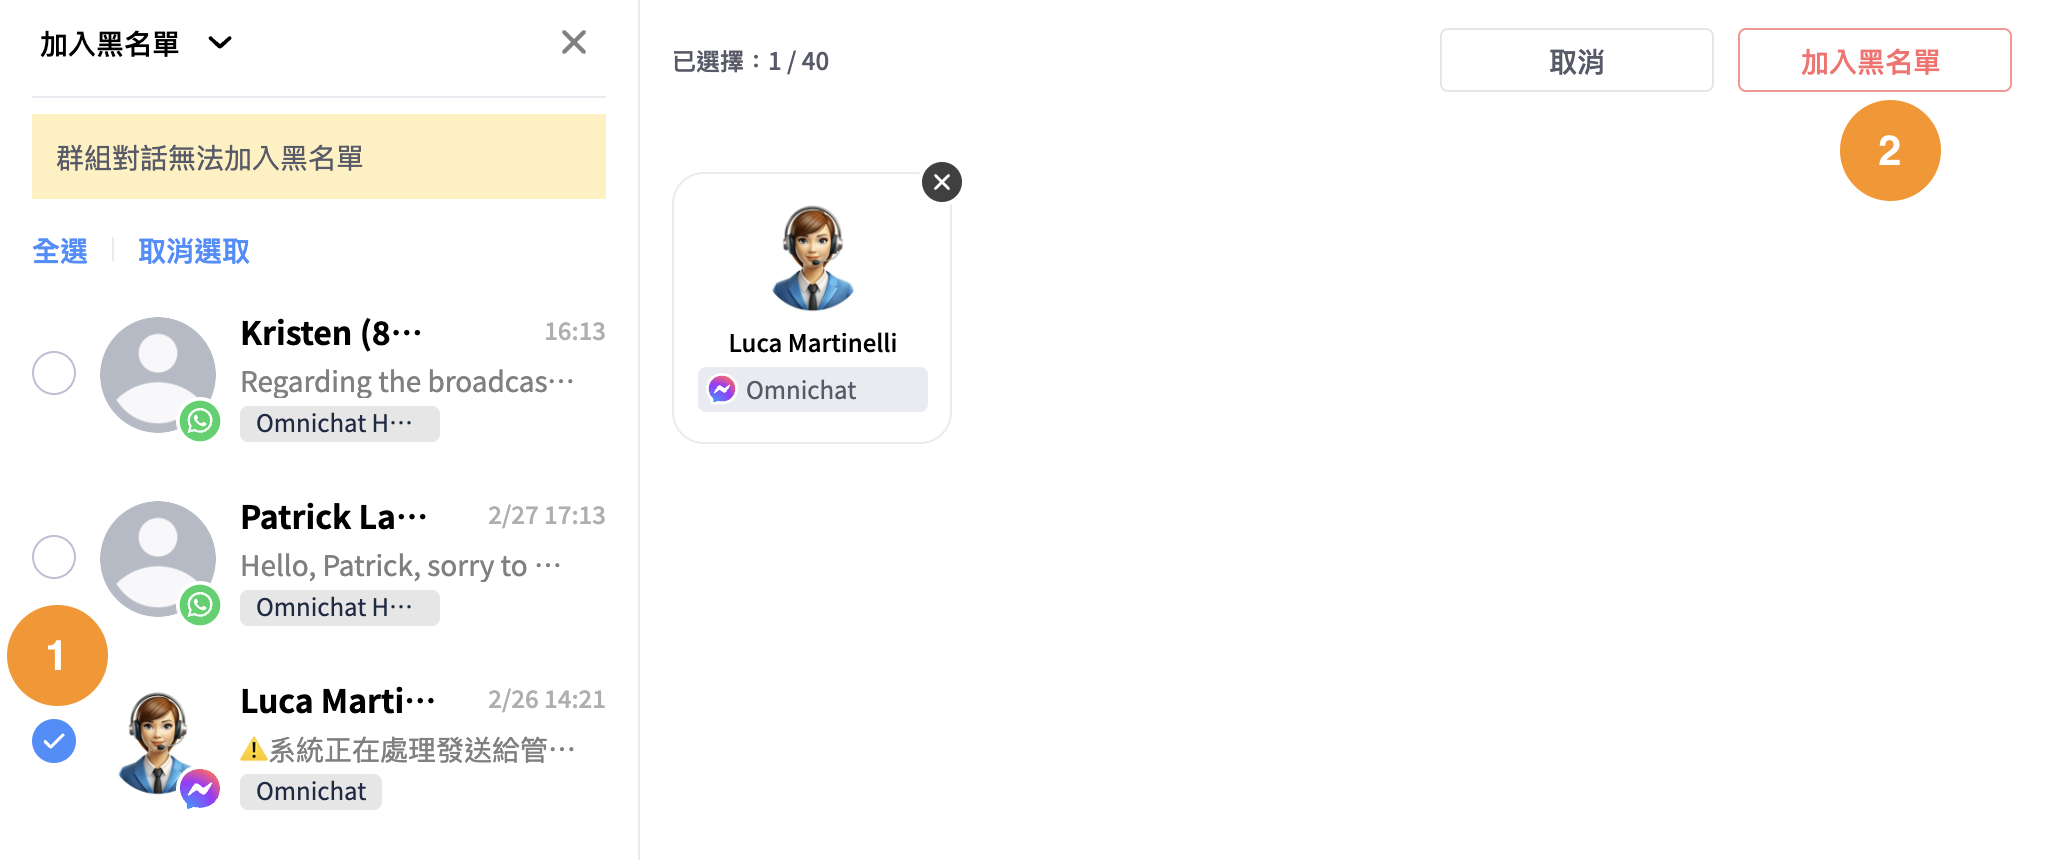 加入黑名單
群組對話無法加入黑名單
全選
取消選取
Kristen (8···
16:13
Regarding the broadcas···
Omnichat H···
Patrick La···
2/27 17:13
Hello, Patrick, sorry to ···
Omnichat H···
1
Luca Marti···
2/26 14:21
⚠️系統正在處理發送給管···
Omnichat
已選擇：1 / 40
取消
加入黑名單
2
Luca Martinelli
Omnichat